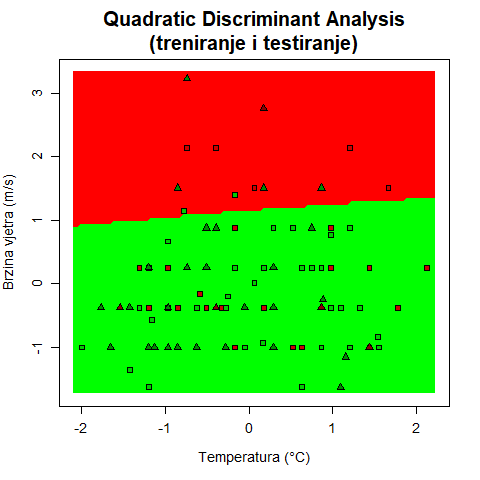 Quadratic Discriminant Analysis
(treniranje i testiranje)
Brzina vjetra (m/s)
3
2
1
0
-1
-2
-1
0
1
2
Temperatura (°C)